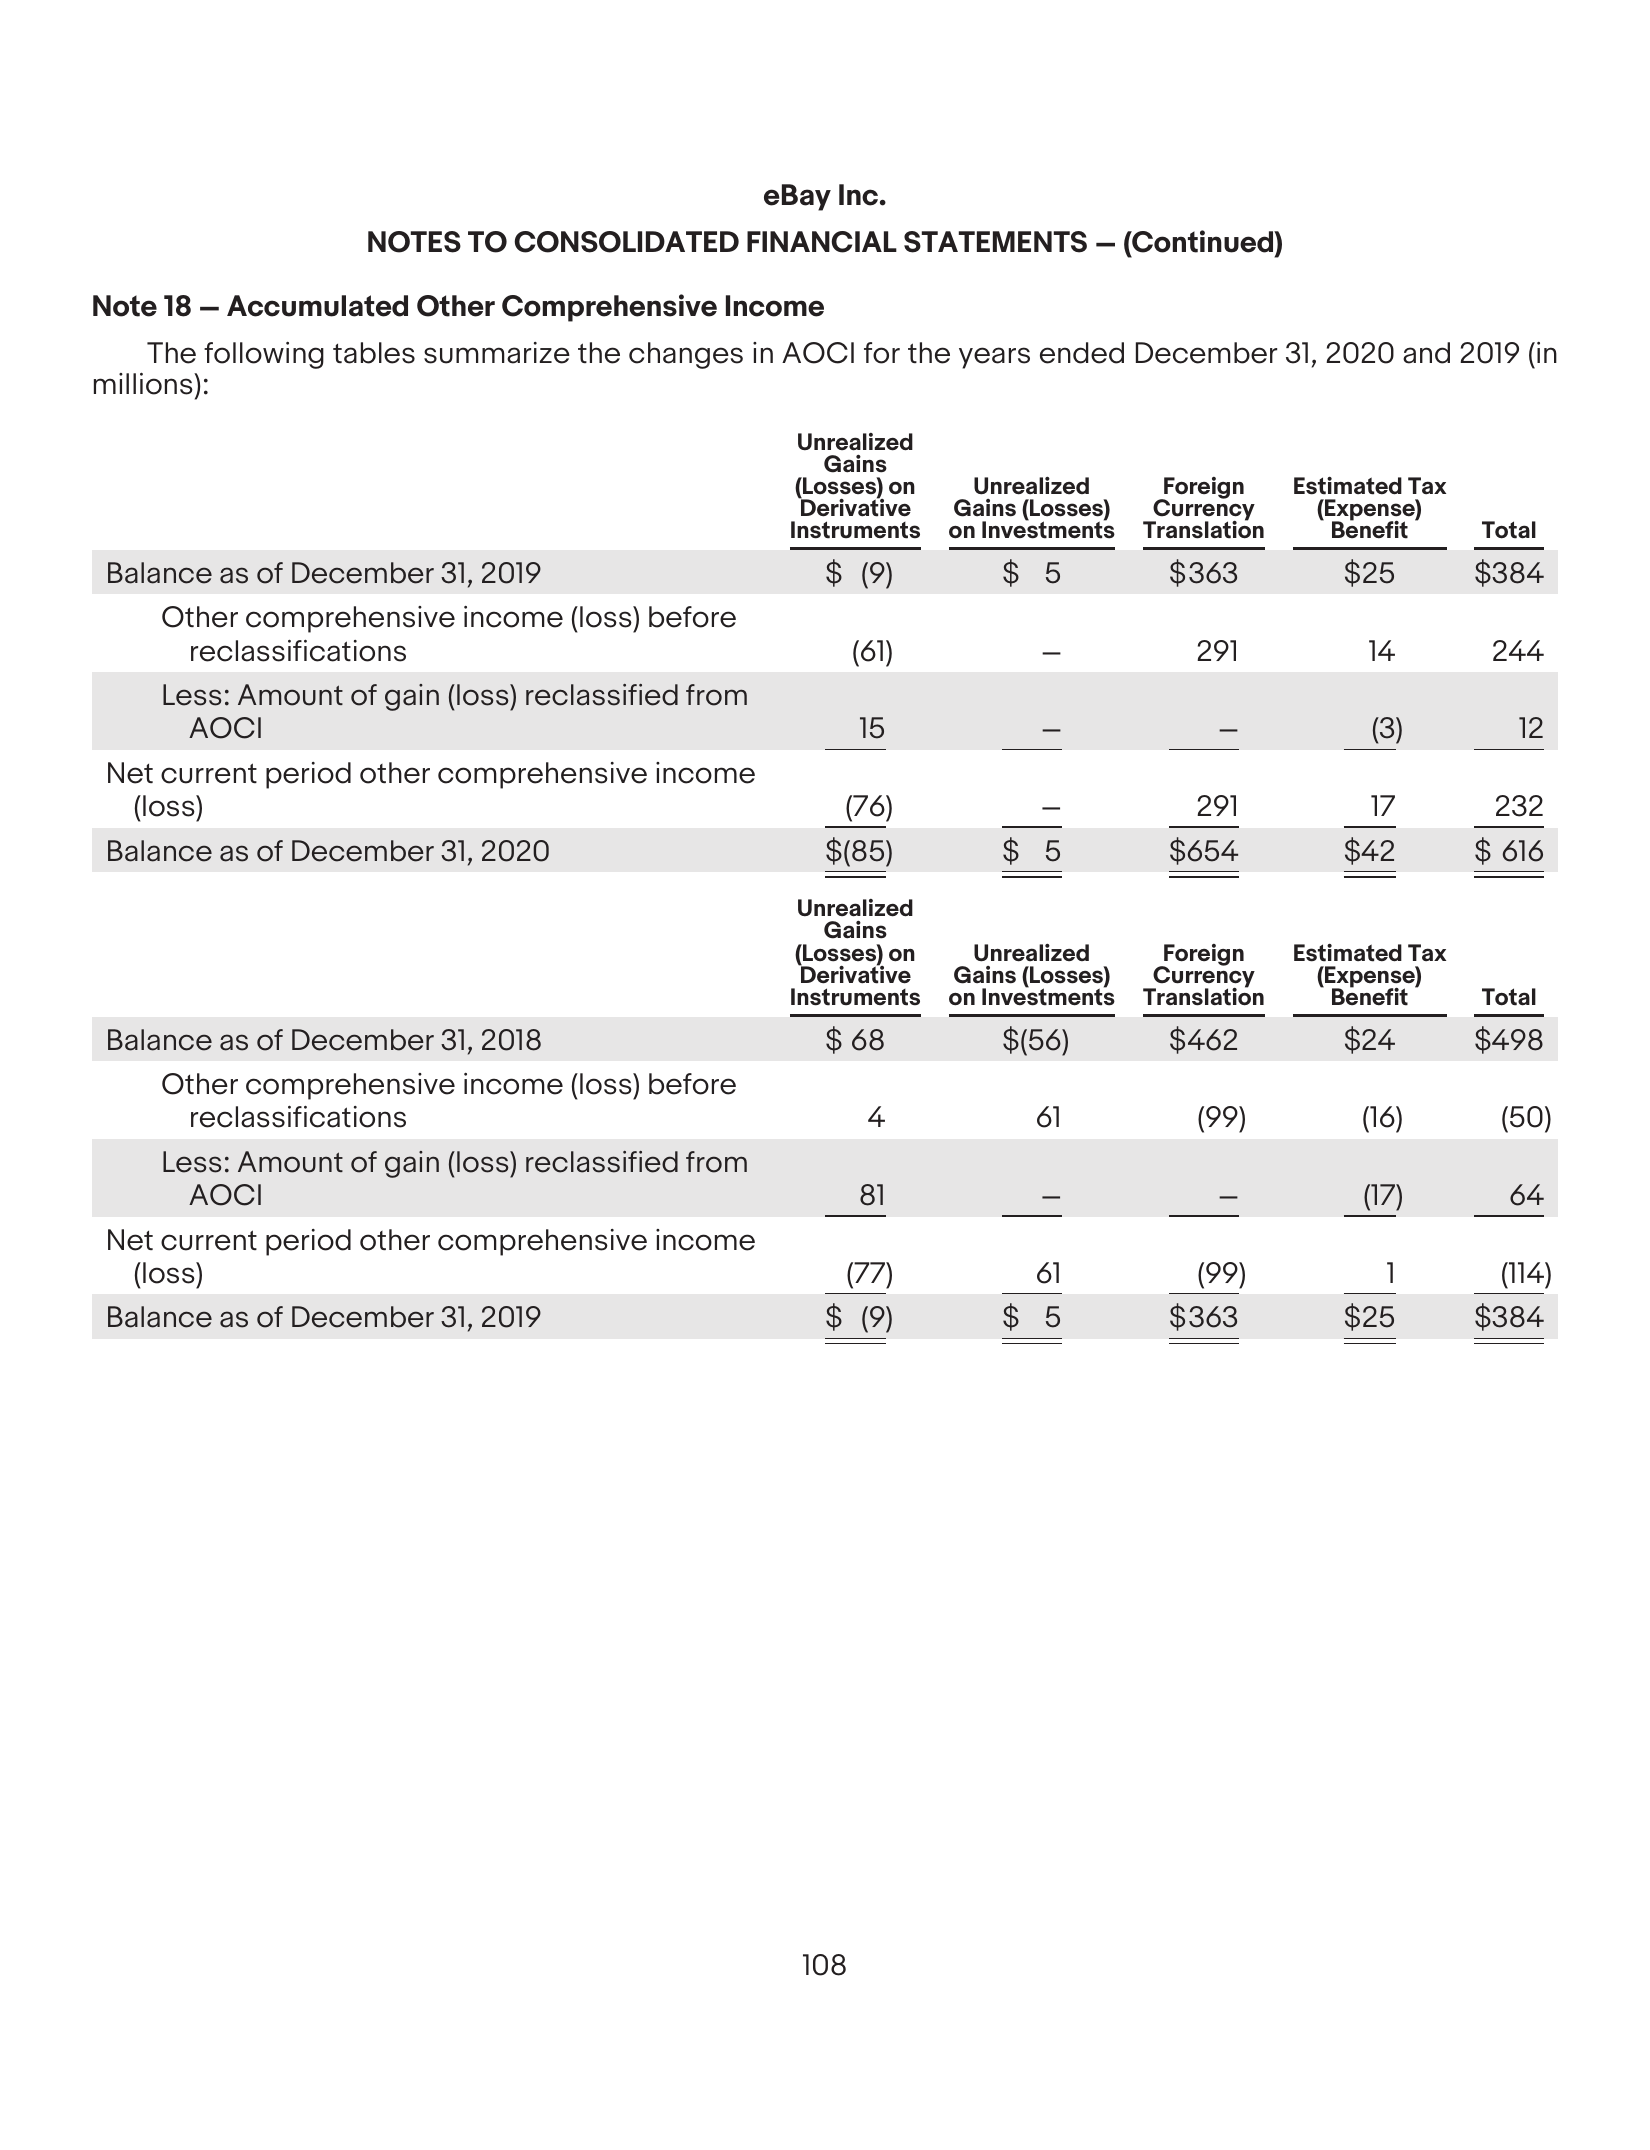 eBay Inc.
NOTES TO CONSOLIDATED FINANCIAL STATEMENTS — (Continued)
Note 18 — Accumulated Other Comprehensive Income
The following tables summarize the changes in AOCI for the years ended December 31, 2020 and 2019 (in
millions):
Unrealized
Gains
(Losses) on Unrealized Foreign Estimated Tax
Derivative Gains (Losses) Currency (Expense)
Instruments on Investments Translation Benefit Total
Balance as of December 31, 2019 $ (9) $ 5 $363 $25 $384
Other comprehensive income (loss) before
reclassifications (61) — 291 14 244
Less: Amount of gain (loss) reclassified from
AOCI 15 — — (3) 12
Net current period other comprehensive income
(loss) (76) — 291 17 232
Balance as of December 31, 2020 $(85) $ 5 $654 $42 $ 616
Unrealized
Gains
(Losses) on Unrealized Foreign Estimated Tax
Derivative Gains (Losses) Currency (Expense)
Instruments on Investments Translation Benefit Total
Balance as of December 31, 2018 $ 68 $(56) $462 $24 $498
Other comprehensive income (loss) before
reclassifications 4 61 (99) (16) (50)
Less: Amount of gain (loss) reclassified from
AOCI 81 — — (17) 64
Net current period other comprehensive income
(loss) (77) 61 (99) 1 (114)
Balance as of December 31, 2019 $ (9) $ 5 $363 $25 $384
108